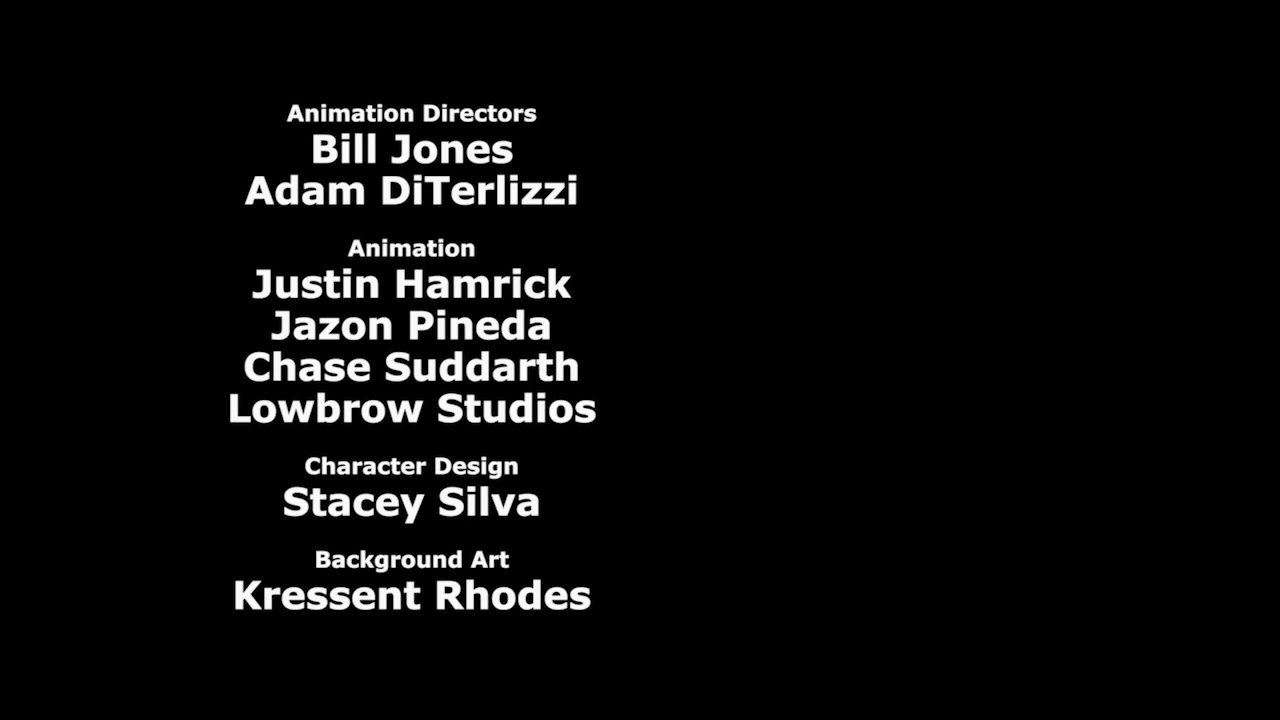 Animation Directors
Bill Jones
Adam DiTerlizzi
Animation
Justin Hamrick
Jazon Pineda
Chase Suddarth
Lowbrow Studios
Character Design
Stacey Silva
Background Art
Kressent Rhodes